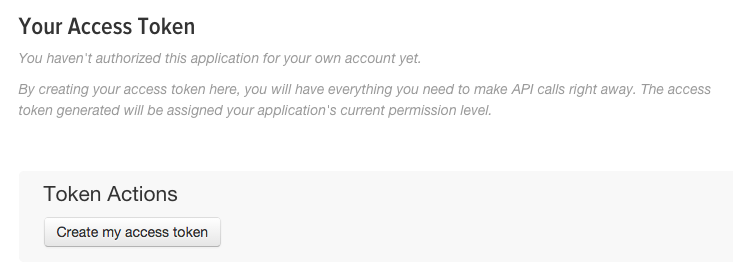 Your Access Token
You haven't authorized this application for your own account yet.
By creating your access token here, you will have everything you need to make API calls right away. The access
token generated will be assigned your application's current permission level.
Token Actions
Create my access token